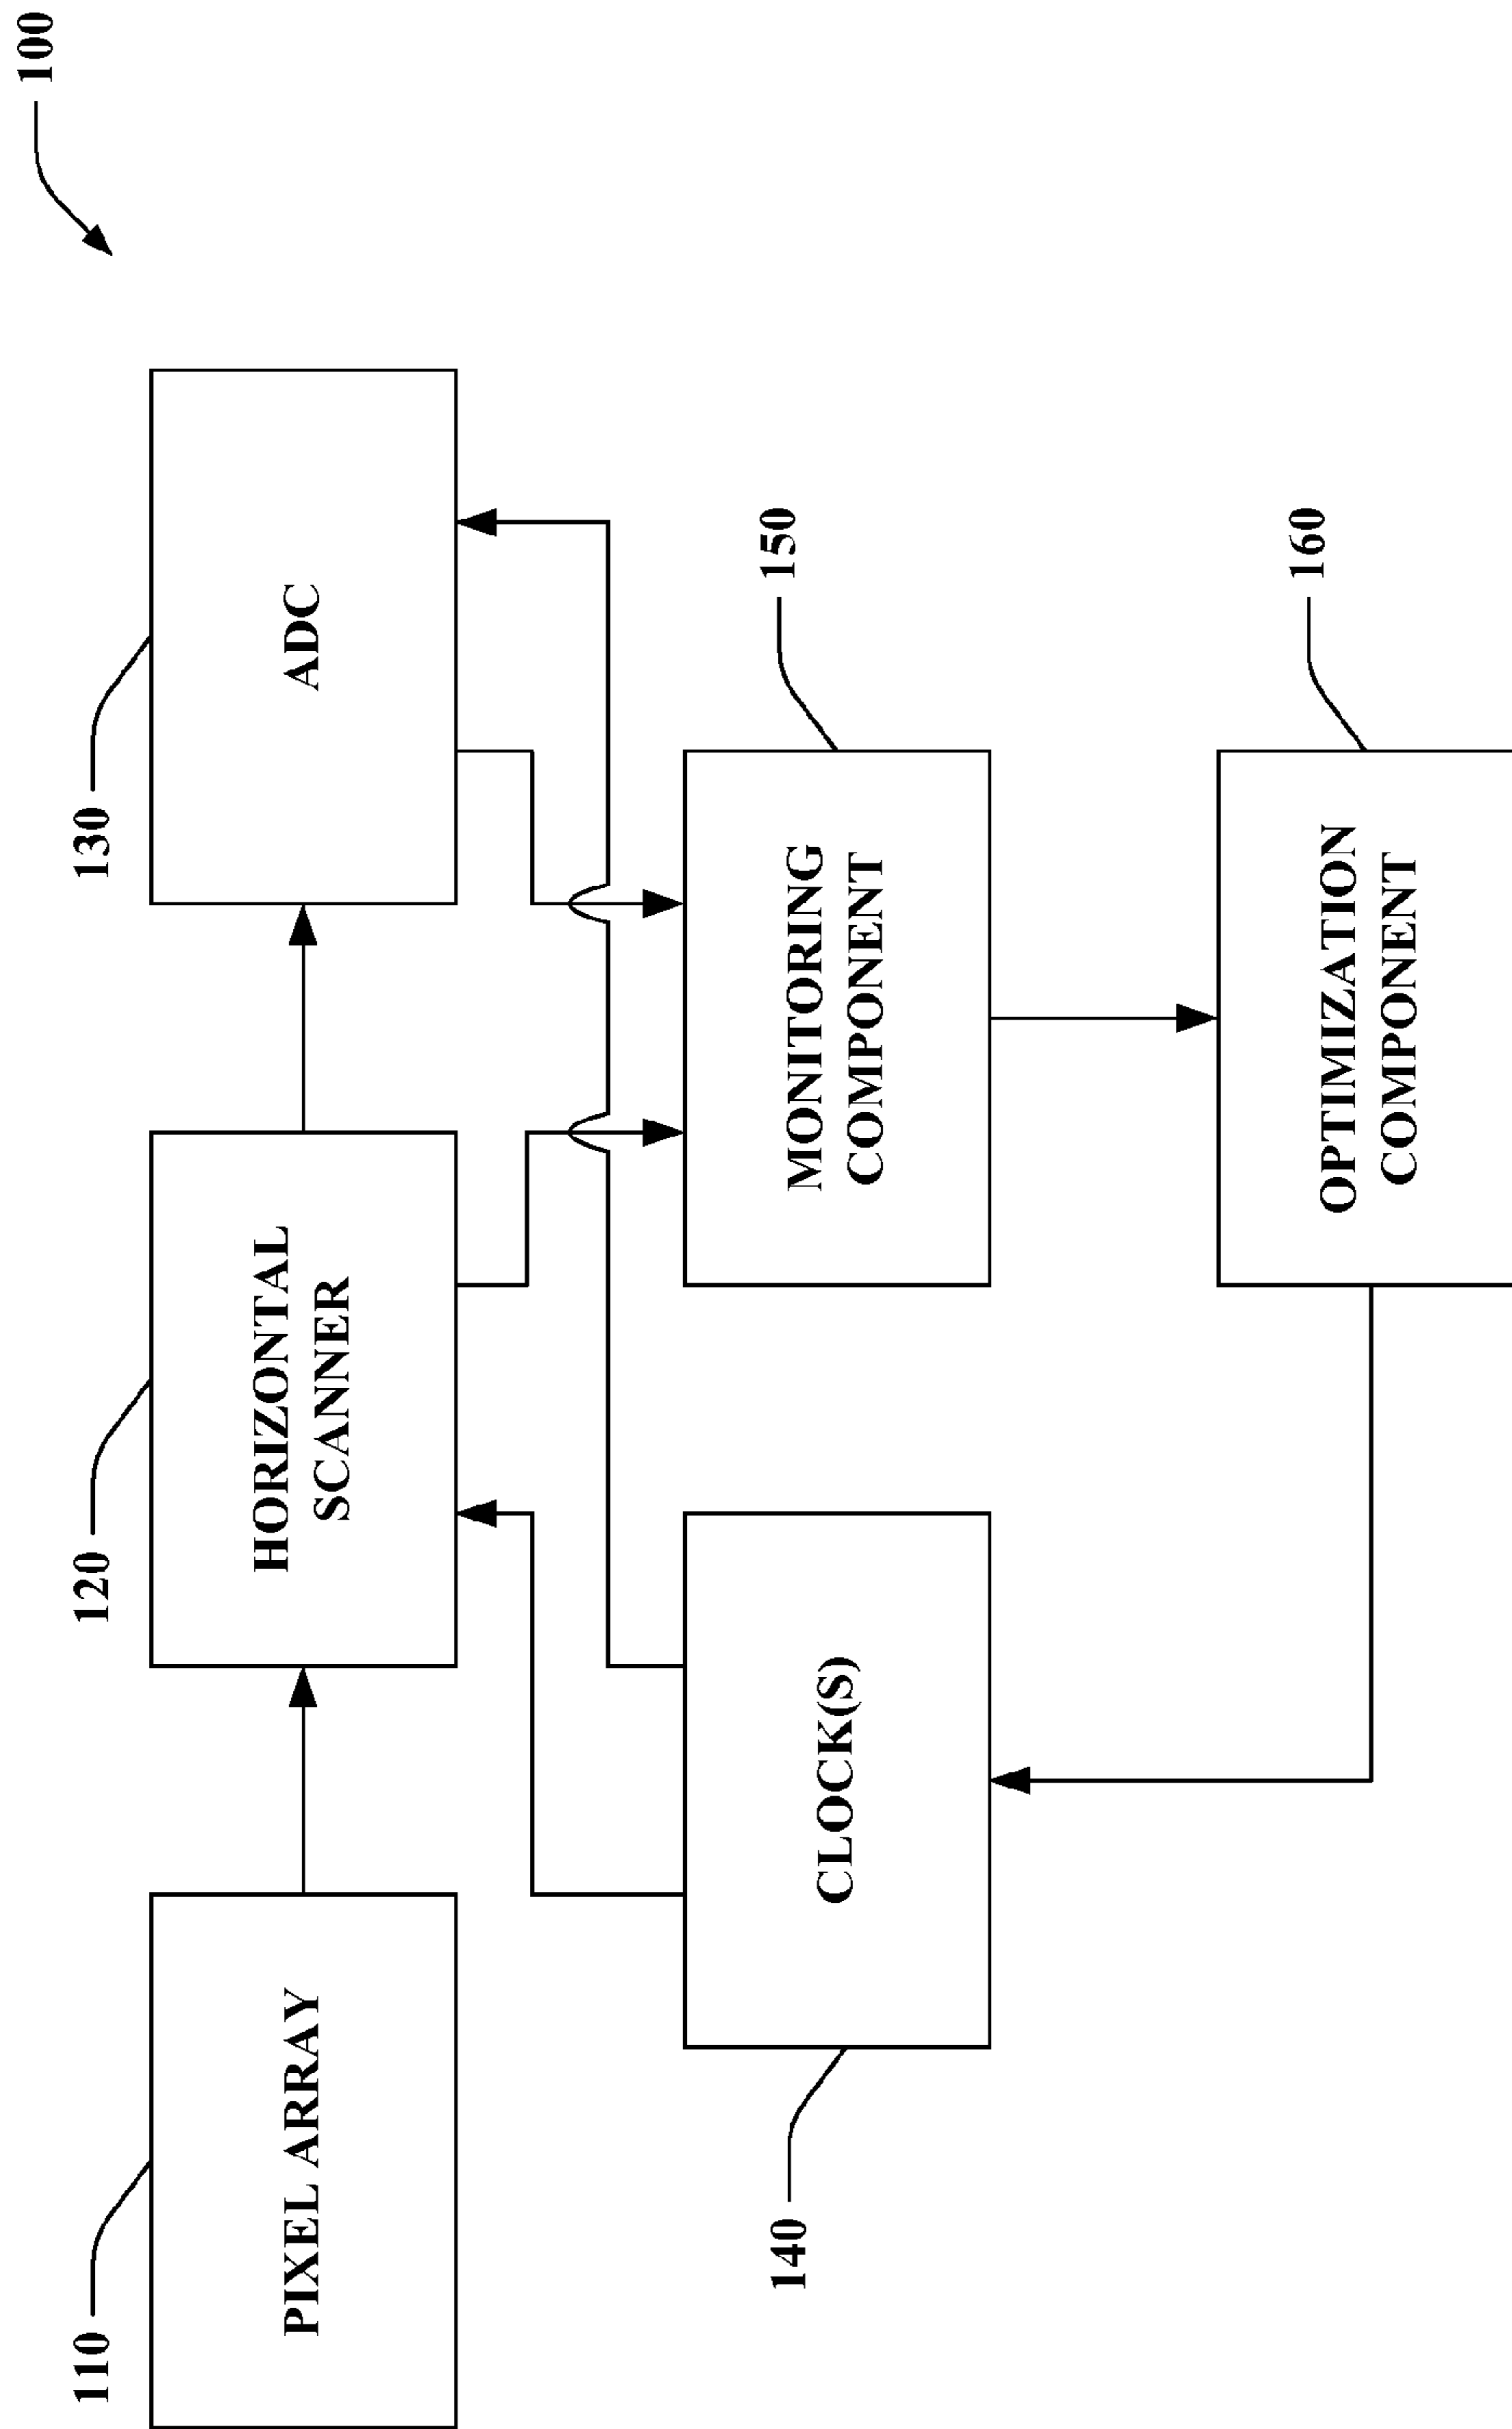 100
110
PIXEL ARRAY
120
HORIZONTAL
SCANNER
130
ADC
140
CLOCK(S)
150
MONITORING
COMPONENT
160
OPTIMIZATION
COMPONENT